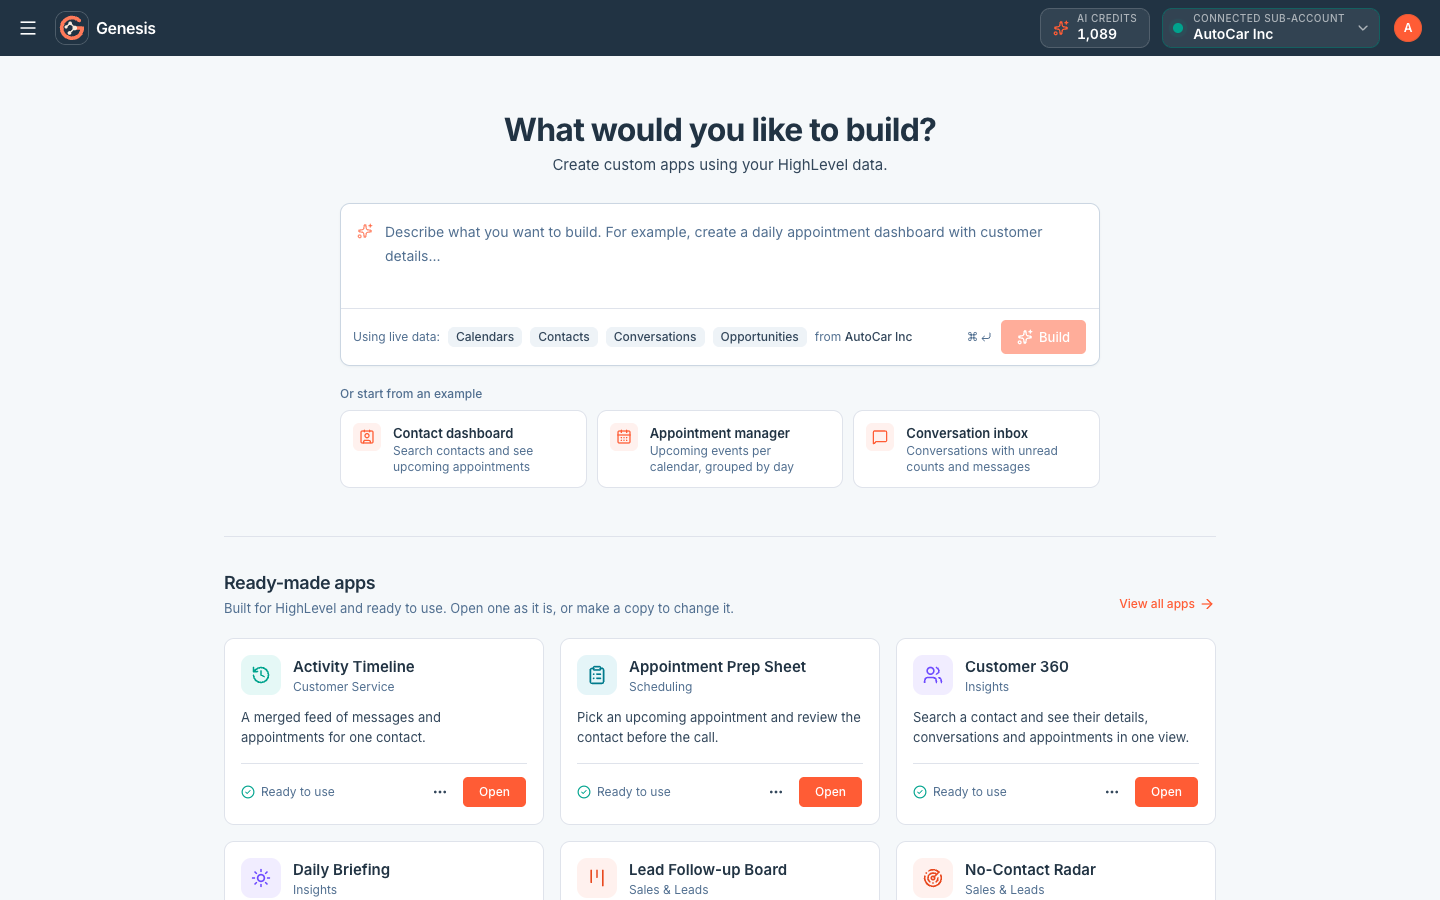 Genesis
AI CREDITS
1,089
CONNECTED SUB-ACCOUNT
AutoCar Inc
A
What would you like to build?
Create custom apps using your HighLevel data.
Describe what you want to build. For example, create a daily appointment dashboard with customer
details...
Using live data: Calendars Contacts Conversations Opportunities from AutoCar Inc ⌘ ↵ Build
Or start from an example
Contact dashboard
Search contacts and see
upcoming appointments
Appointment manager
Upcoming events per
calendar, grouped by day
Conversation inbox
Conversations with unread
counts and messages
Ready-made apps
Built for HighLevel and ready to use. Open one as it is, or make a copy to change it.
View all apps →
Activity Timeline
Customer Service
A merged feed of messages and
appointments for one contact.
Ready to use ••• Open
Appointment Prep Sheet
Scheduling
Pick an upcoming appointment and review the
contact before the call.
Ready to use ••• Open
Customer 360
Insights
Search a contact and see their details,
conversations and appointments in one view.
Ready to use ••• Open
Daily Briefing
Insights
Lead Follow-up Board
Sales & Leads
No-Contact Radar
Sales & Leads